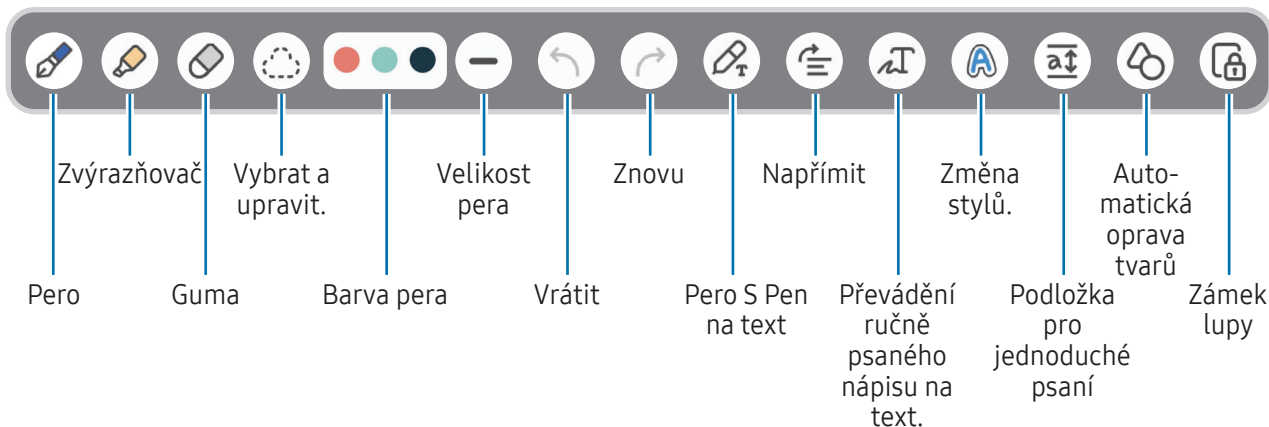 Zvýrazňovač
Vybrat a
upravit.
Velikost
pera
Znovu
Napřímit
Změna
stylů.
Auto-
matická
oprava
tvarů
Pero
Guma
Barva pera
Vrátit
Pero S Pen
na text
Převádění
ručně
psaného
nápisu na
text.
Podložka
pro
jednoduché
psaní
Zámek
lupy